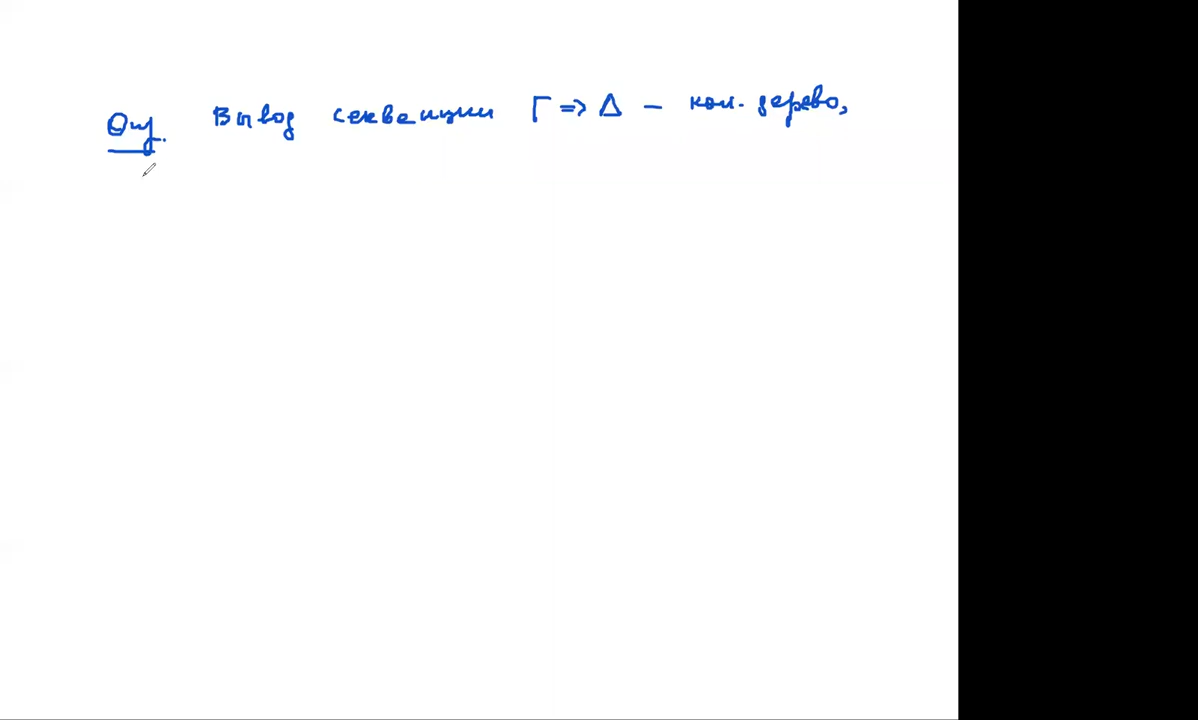 Опр. Вывод секвенции Γ => Δ – кон. дерево,